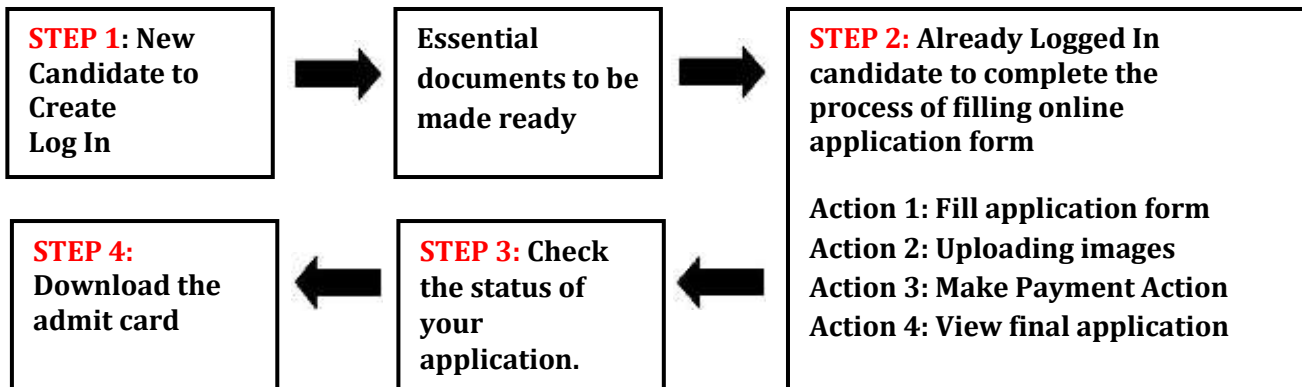 STEP 1: New
Candidate to
Create
Log In
Essential
documents to be
made ready
STEP 2: Already Logged In
candidate to complete the
process of filling online
application form
Action 1: Fill application form
Action 2: Uploading images
Action 3: Make Payment Action
Action 4: View final application
STEP 3: Check
the status of
your
application.
STEP 4:
Download the
admit card